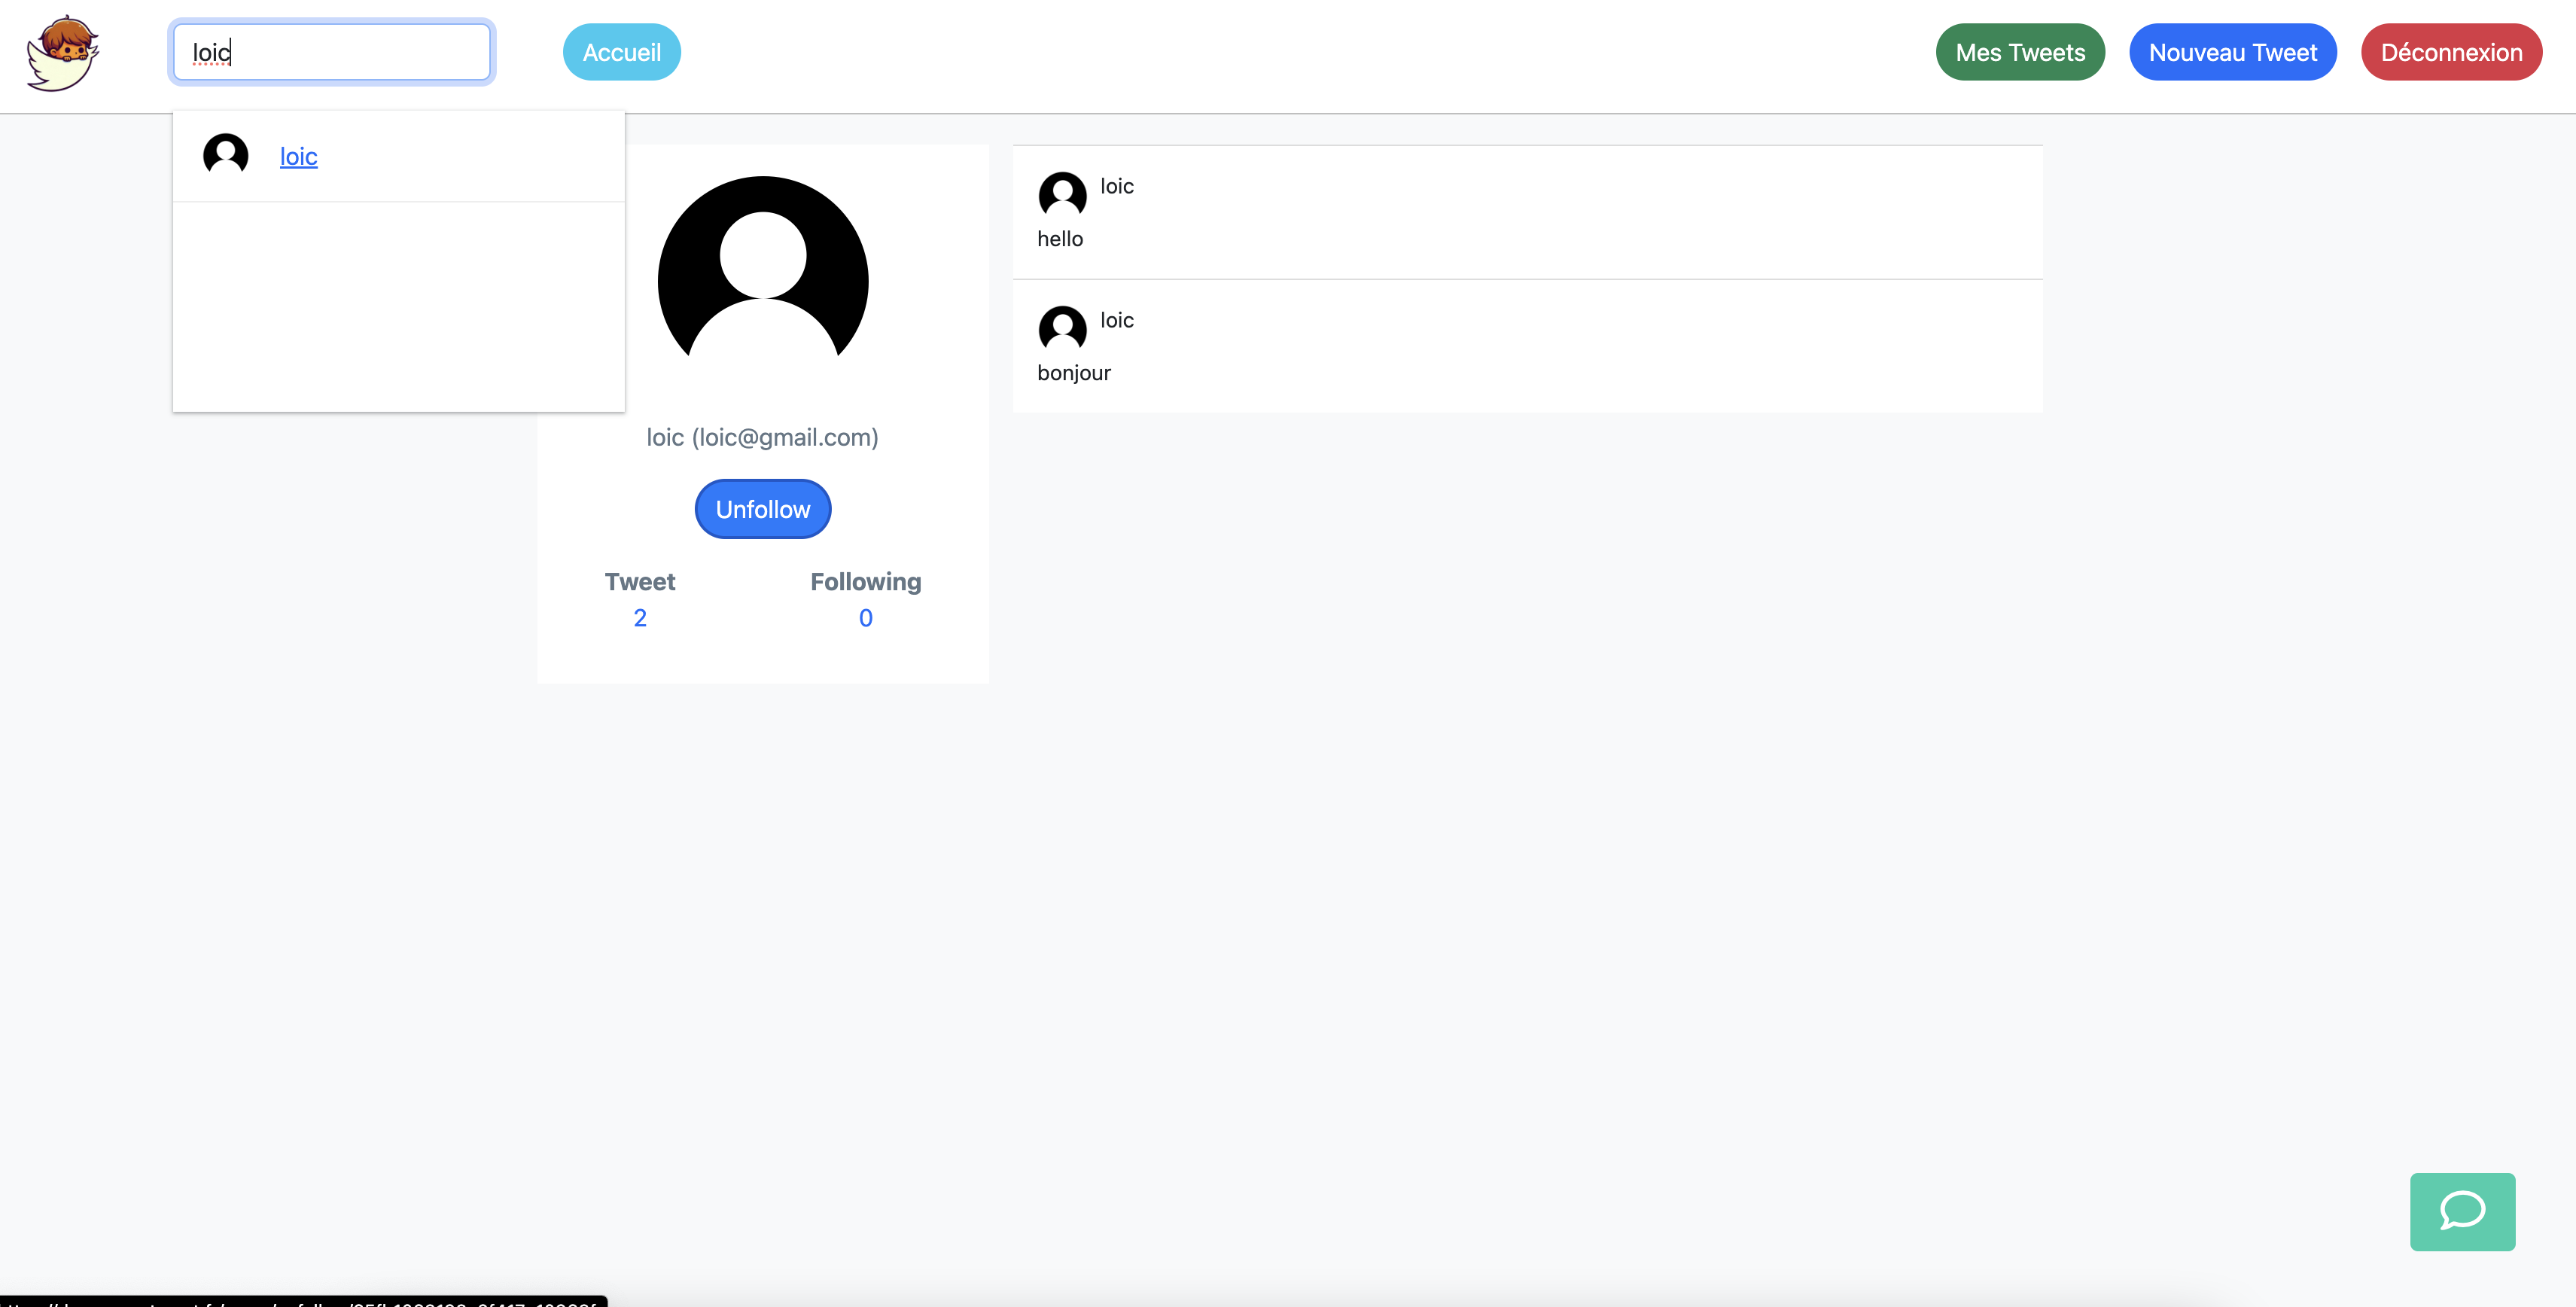 loic
Accueil
Mes Tweets
Nouveau Tweet
Déconnexion
loic
loic (loic@gmail.com)
Unfollow
Tweet
Following
2
0
loic
hello
loic
bonjour